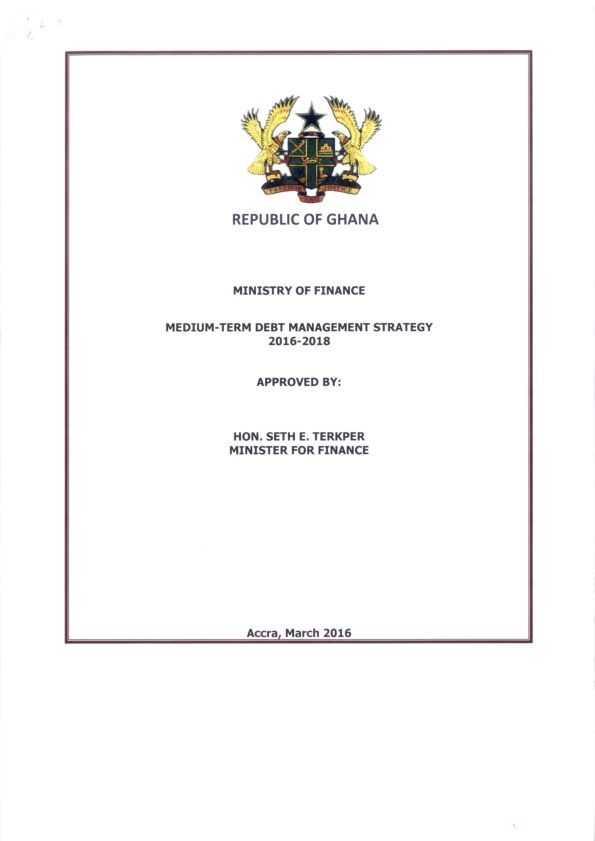 FREEDOM JUSTICE
REPUBLIC OF GHANA
MINISTRY OF FINANCE
MEDIUM-TERM DEBT MANAGEMENT STRATEGY
2016-2018
APPROVED BY:
HON. SETH E. TERKPER
MINISTER FOR FINANCE
Accra, March 2016